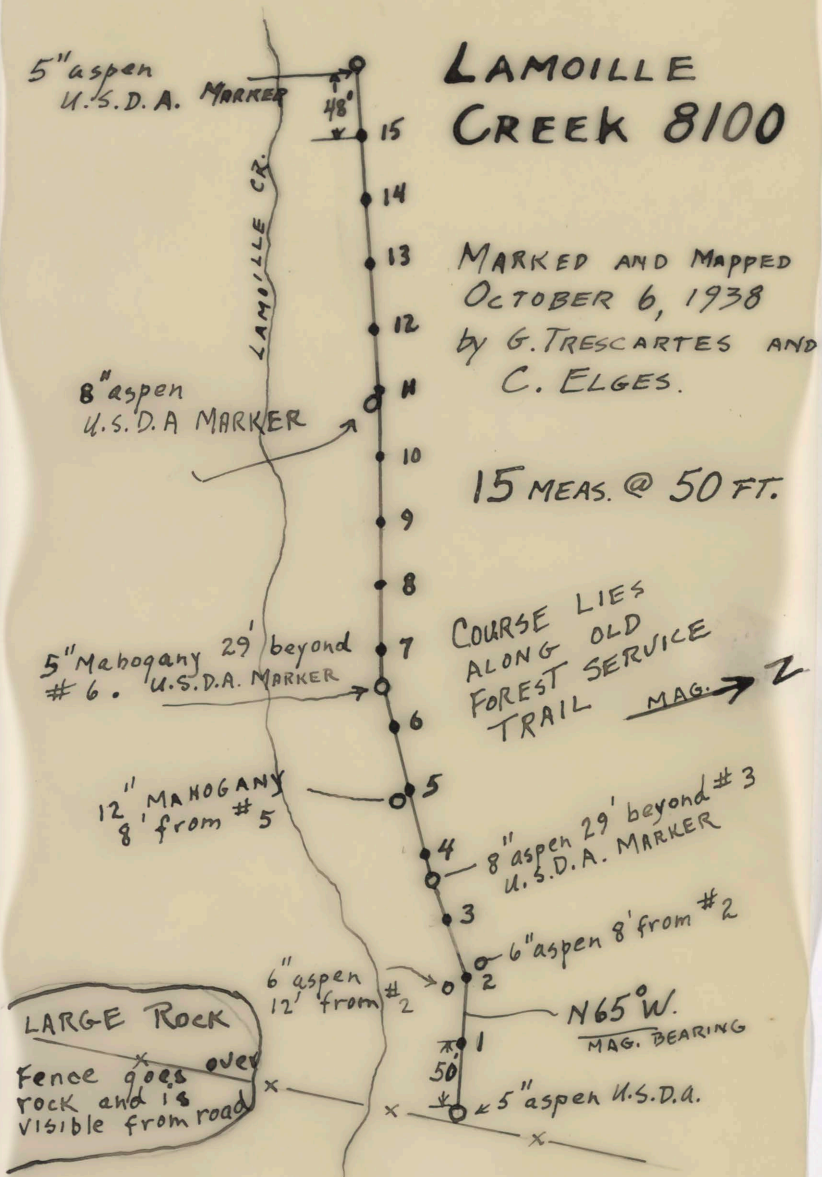 LAMOILLE
CREEK 8100
5" aspen
U.S.D.A. MARKER
48'
15
14
LAMOILLE CR.
13
MARKED AND MAPPED
OCTOBER 6, 1938
by G. TRESCARTES AND
C. ELGES.
12
8" aspen
U.S.D.A MARKER
11
10
15 MEAS. @ 50 FT.
9
8
COURSE LIES
ALONG OLD
FOREST SERVICE
TRAIL
MAG. N
7
5" Mahogany 29' beyond
# 6. U.S.D.A. MARKER
6
5
12" MAHOGANY
8' from #5
4
8" aspen 29' beyond #3
U.S.D.A. MARKER
3
6" aspen 8' from #2
2
6" aspen
12' from #2
N65°W.
MAG. BEARING
1
50'
5" aspen U.S.D.A.
LARGE ROCK
Fence goes over
rock and is
visible from road